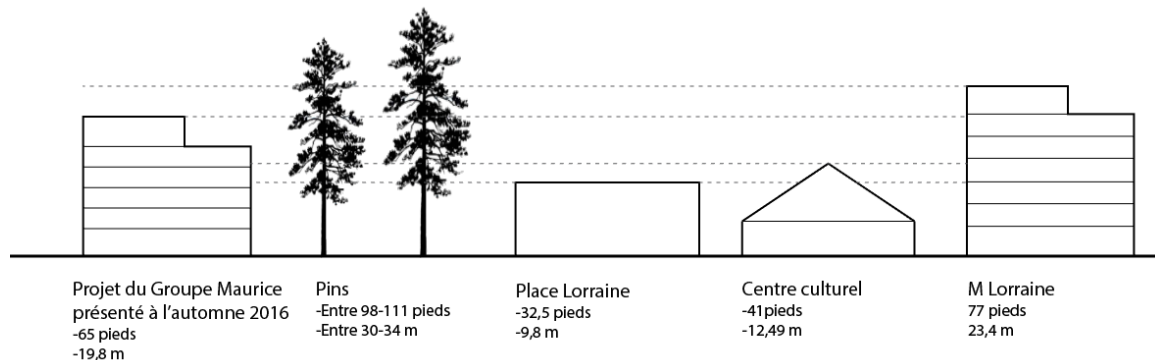 Projet du Groupe Maurice
présenté à l'automne 2016
-65 pieds
-19,8 m
Pins
-Entre 98-111 pieds
-Entre 30-34 m
Place Lorraine
-32,5 pieds
-9,8 m
Centre culturel
-41pieds
-12,49 m
M Lorraine
77 pieds
23,4 m